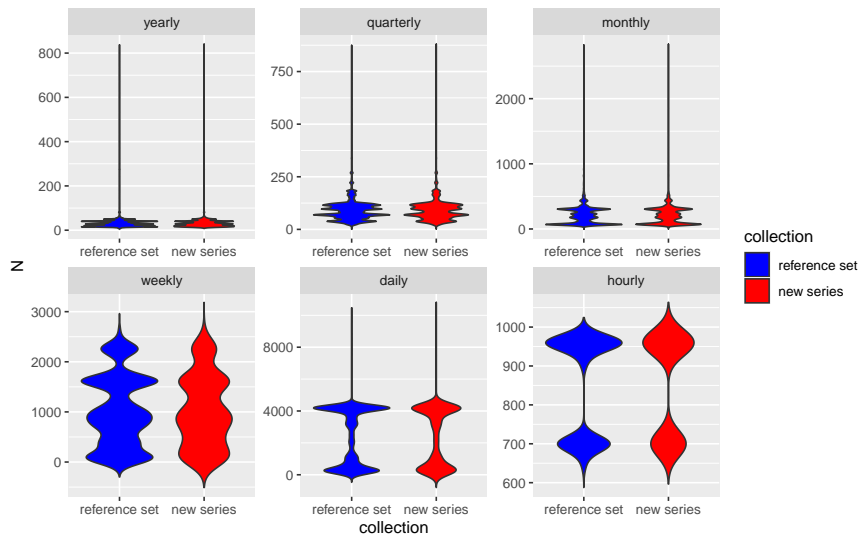 yearly
quarterly
monthly
800
600
400
200
0
750
500
250
0
2000
1000
0
reference set new series
reference set new series
reference set new series
N
weekly
daily
hourly
3000
2000
1000
0
8000
4000
0
1000
900
800
700
600
reference set new series
reference set new series
reference set new series
collection
collection
reference set
new series